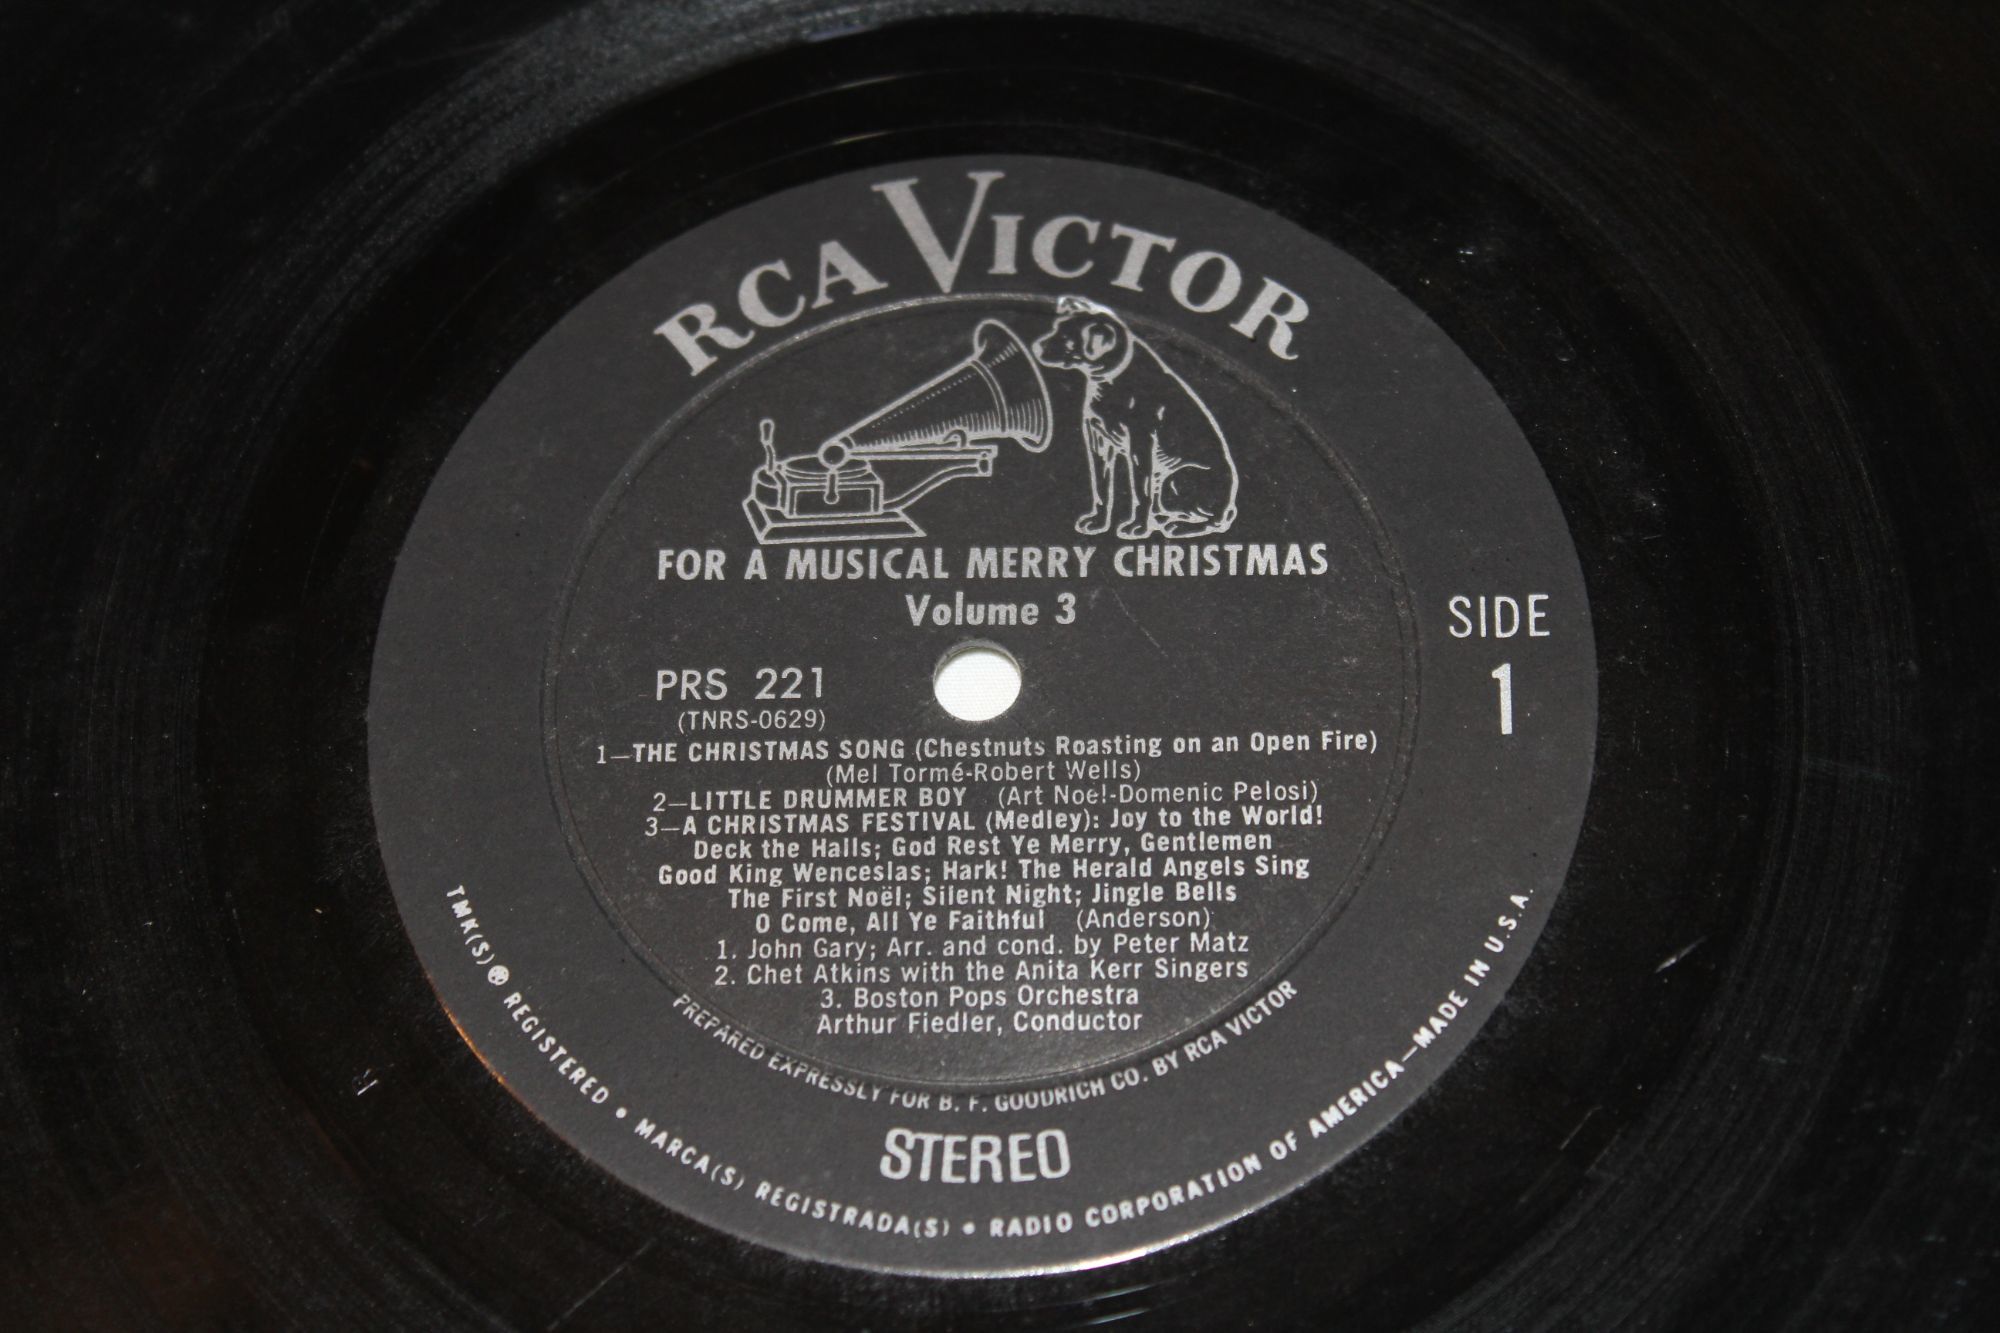 RCA VICTOR
FOR A MUSICAL MERRY CHRISTMAS
Volume 3
SIDE
1
PRS 221
(TNRS-0629)
1—THE CHRISTMAS SONG (Chestnuts Roasting on an Open Fire)
(Mel Tormé-Robert Wells)
2—LITTLE DRUMMER BOY (Art Noel-Domenic Pelosi)
3—A CHRISTMAS FESTIVAL (Medley): Joy to the World!
Deck the Halls; God Rest Ye Merry, Gentlemen
Good King Wenceslas; Hark! The Herald Angels Sing
The First Noël; Silent Night; Jingle Bells
O Come, All Ye Faithful (Anderson)
1. John Gary; Arr. and cond. by Peter Matz
2. Chet Atkins with the Anita Kerr Singers
3. Boston Pops Orchestra
Arthur Fiedler, Conductor
PREPARED EXPRESSLY FOR B. F. GOODRICH CO. BY RCA VICTOR
STEREO
TMK(S) ® REGISTERED • MARCA(S) REGISTRADA(S) • RADIO CORPORATION OF AMERICA—MADE IN U.S.A.
R